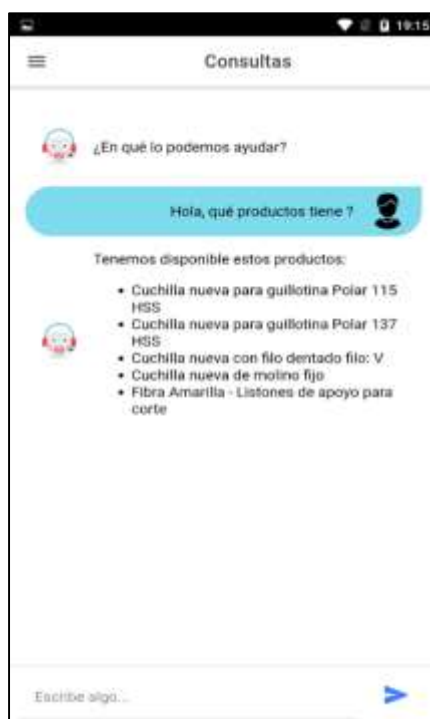 19:15
Consultas
¿En qué lo podemos ayudar?
Hola, qué productos tiene ?
Tenemos disponible estos productos:
• Cuchilla nueva para guillotina Polar 115
HSS
• Cuchilla nueva para guillotina Polar 137
HSS
• Cuchilla nueva con filo dentado filo: V
• Cuchilla nueva de molino fijo
• Fibra Amarilla - Listones de apoyo para
corte
Escribe algo...